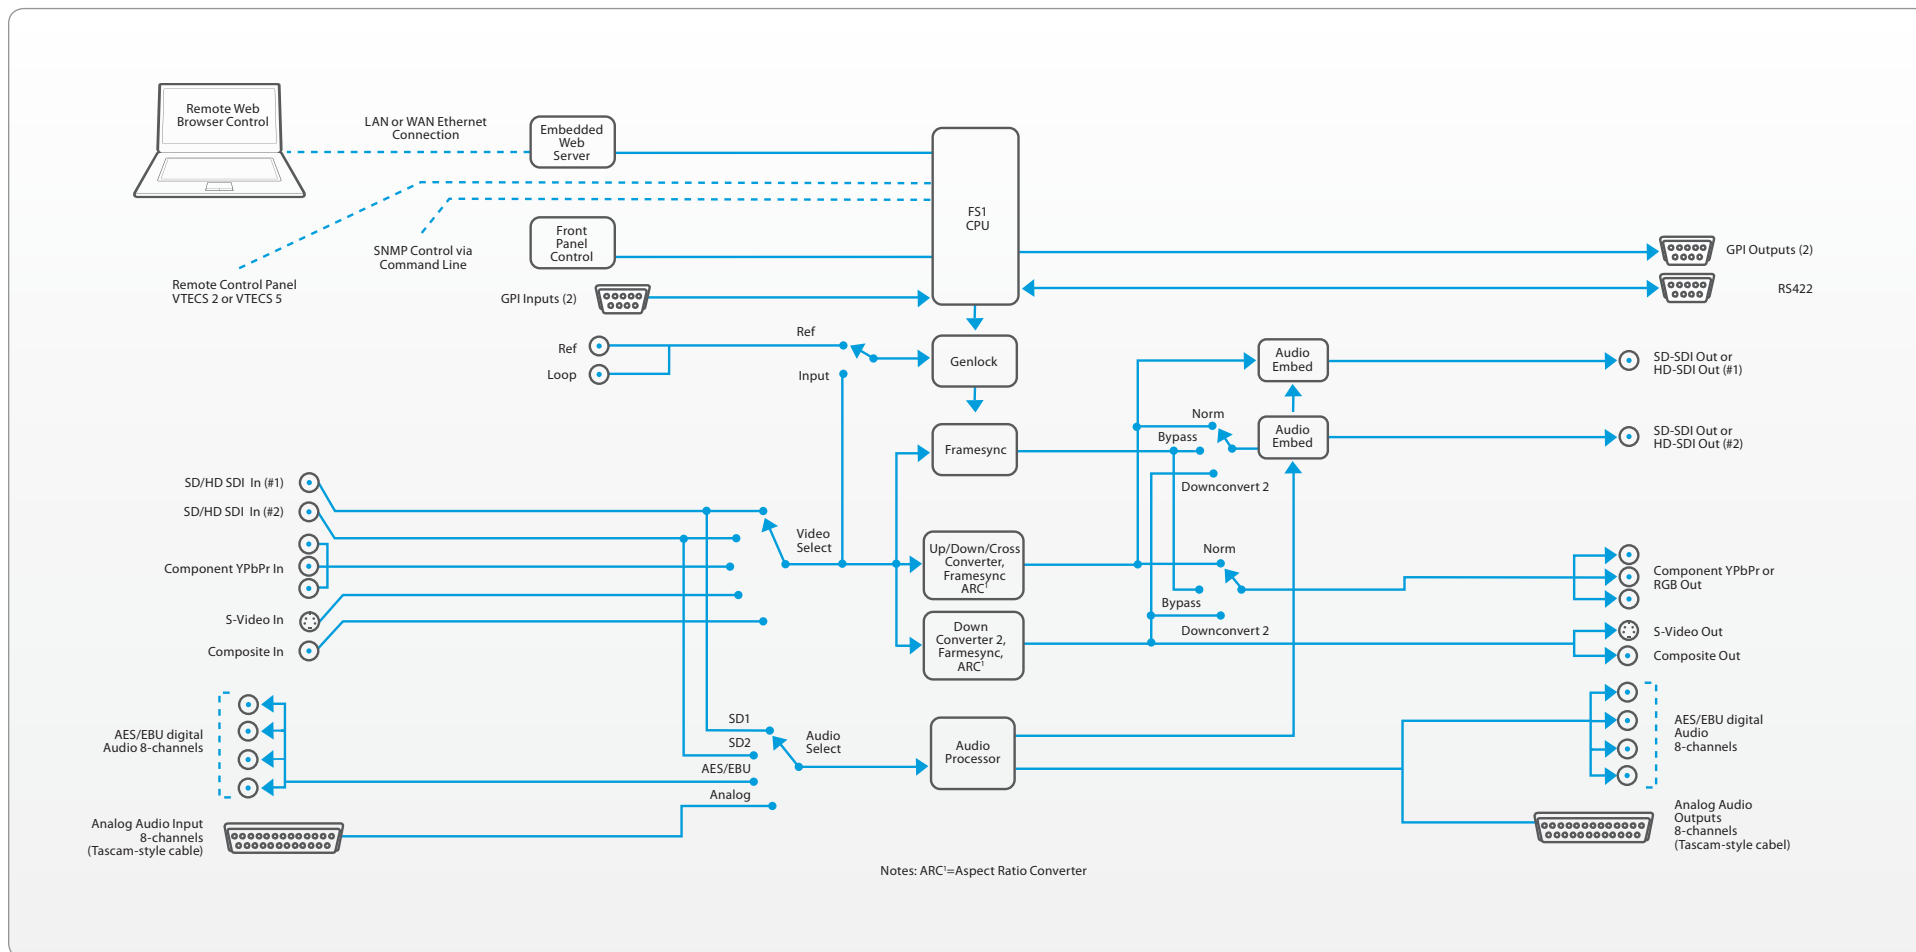 Remote Web
Browser Control
LAN or WAN Ethernet
Connection
Embedded
Web
Server
FS1
CPU
Front
Panel
Control
SNMP Control via
Command Line
Remote Control Panel
VTECS 2 or VTECS 5
GPI Inputs (2)
GPI Outputs (2)
RS422
Ref
Ref
Loop
Input
Genlock
Audio
Embed
SD-SDI Out or
HD-SDI Out (#1)
Norm
Bypass
Audio
Embed
SD-SDI Out or
HD-SDI Out (#2)
Framesync
Downconvert 2
SD/HD SDI In (#1)
SD/HD SDI In (#2)
Component YPbPr In
S-Video In
Composite In
Video
Select
Up/Down/Cross
Converter,
Framesync
ARC¹
Norm
Bypass
Downconvert 2
Component YPbPr or
RGB Out
Down
Converter 2,
Farmesync,
ARC¹
S-Video Out
Composite Out
AES/EBU digital
Audio 8-channels
SD1
SD2
AES/EBU
Analog
Audio
Select
Audio
Processor
AES/EBU digital
Audio
8-channels
Analog Audio Input
8-channels
(Tascam-style cable)
Analog Audio
Outputs
8-channels
(Tascam-style cabel)
Notes: ARC¹=Aspect Ratio Converter